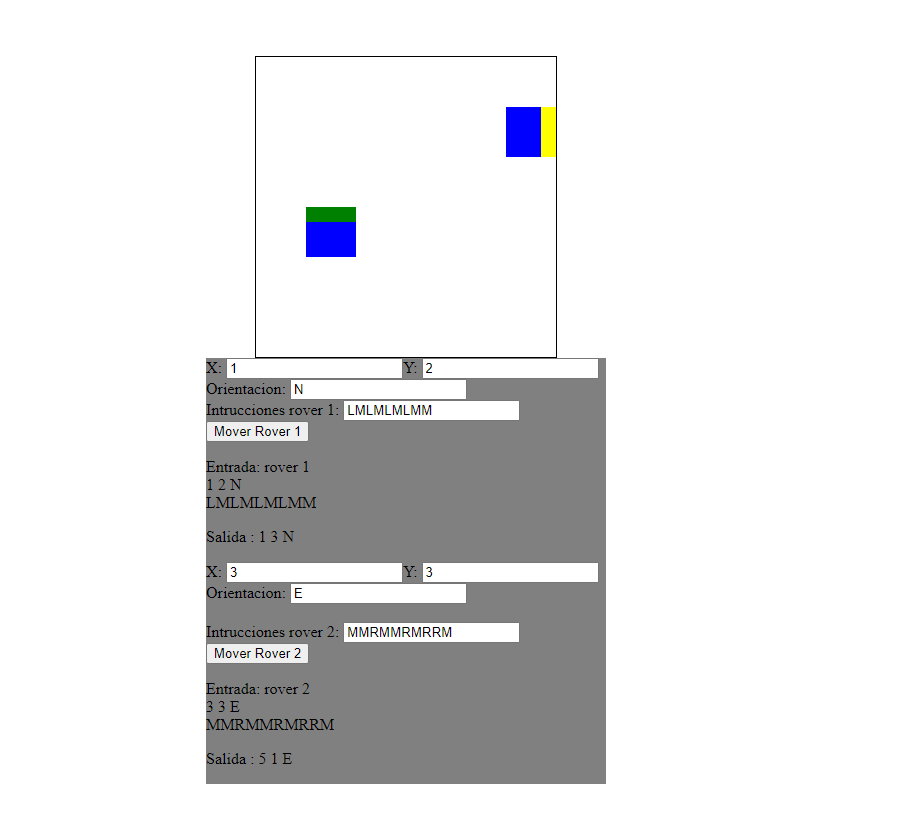 X: 1 Y: 2
Orientacion: N
Intrucciones rover 1: LMLMLMLMM
Mover Rover 1
Entrada: rover 1
1 2 N
LMLMLMLMM
Salida : 1 3 N
X: 3 Y: 3
Orientacion: E
Intrucciones rover 2: MMRMMRMRRM
Mover Rover 2
Entrada: rover 2
3 3 E
MMRMMRMRRM
Salida : 5 1 E